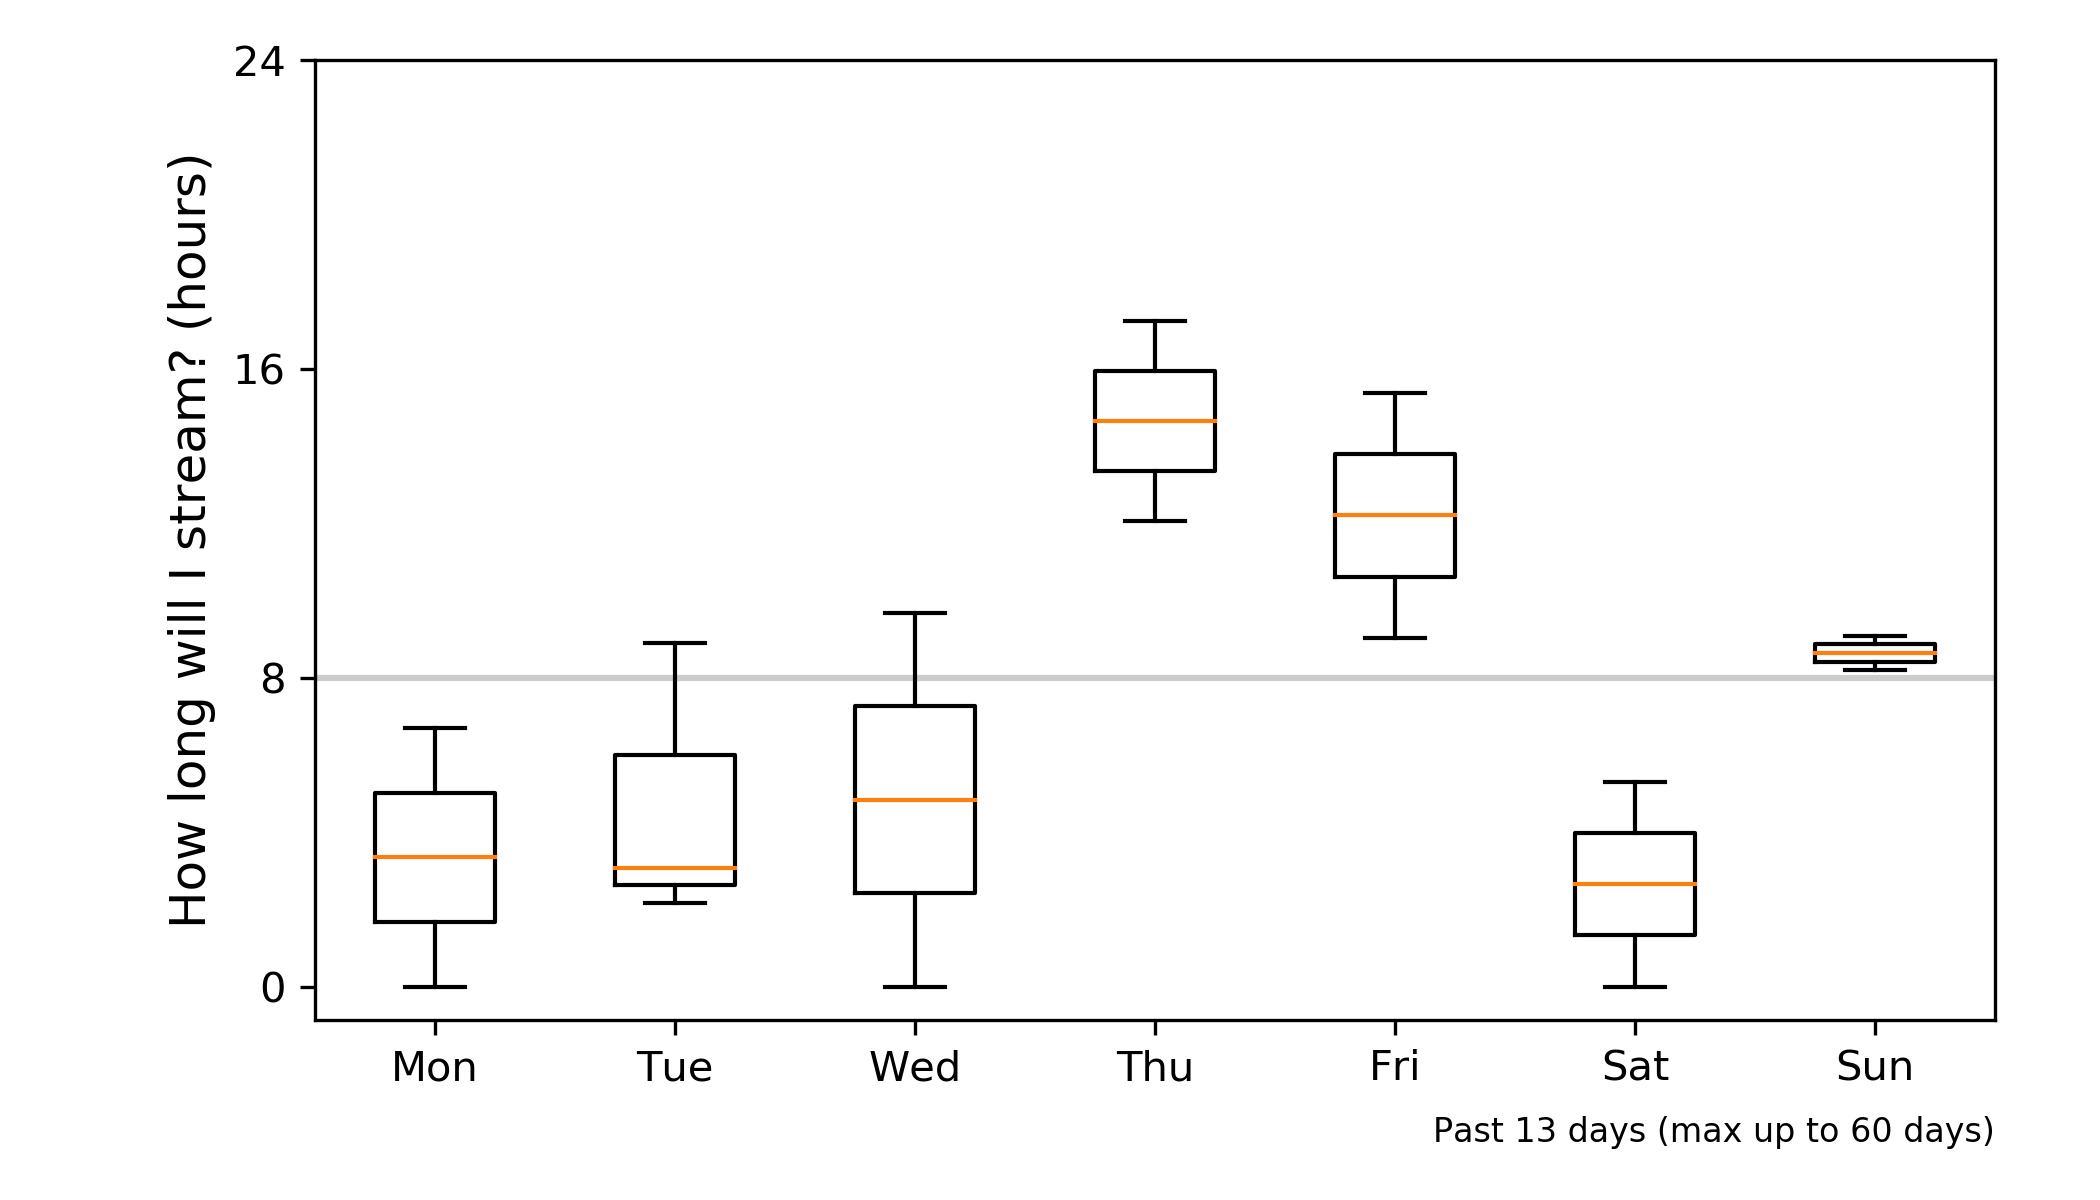 How long will I stream? (hours)
24
16
8
0
Mon Tue Wed Thu Fri Sat Sun
Past 13 days (max up to 60 days)